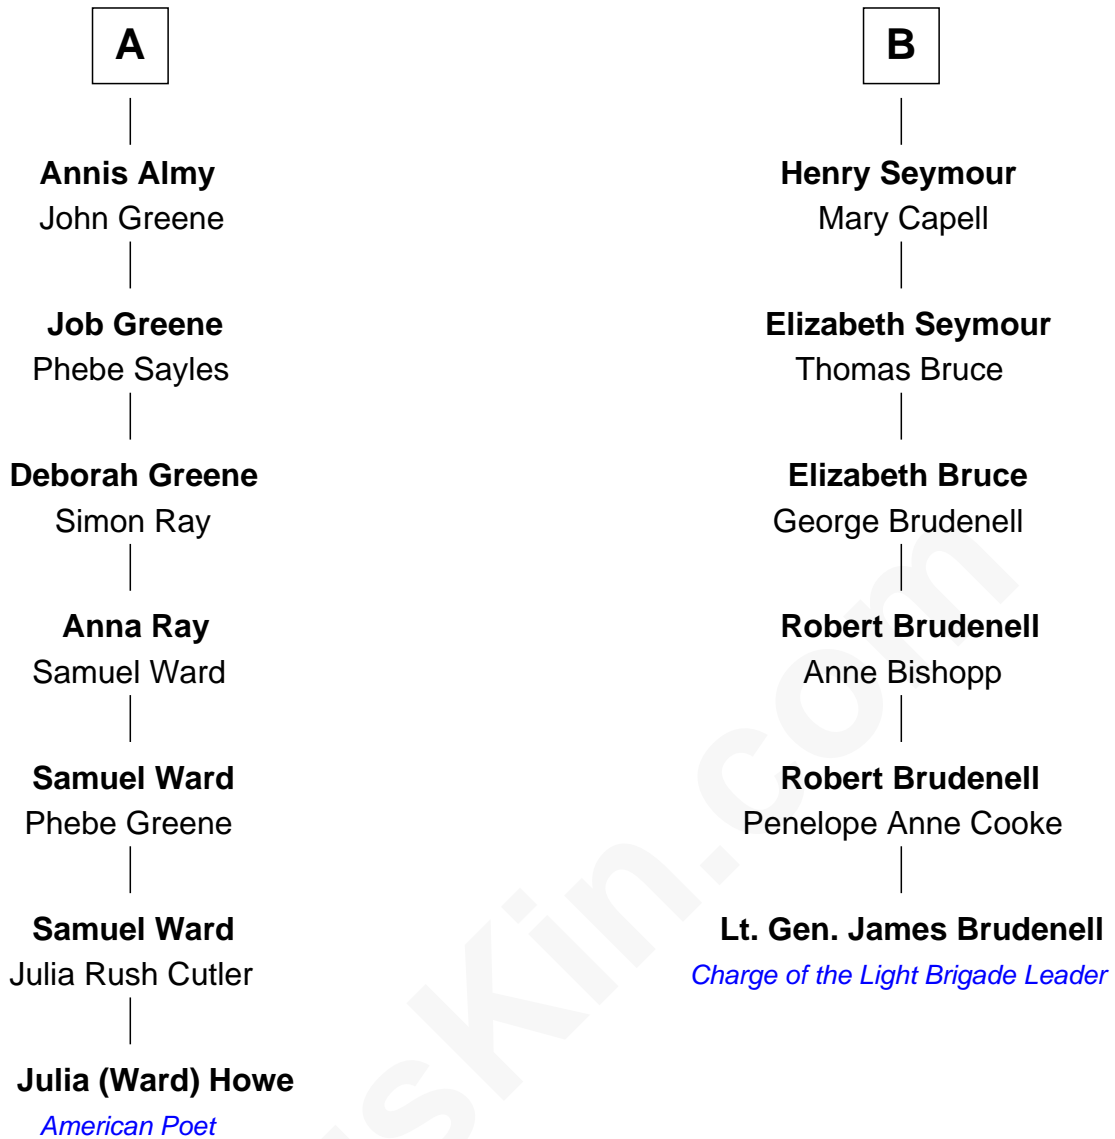 A
Annis Almy
John Greene
Job Greene
Phebe Sayles
Deborah Greene
Simon Ray
Anna Ray
Samuel Ward
Samuel Ward
Phebe Greene
Samuel Ward
Julia Rush Cutler
Julia (Ward) Howe
American Poet
B
Henry Seymour
Mary Capell
Elizabeth Seymour
Thomas Bruce
Elizabeth Bruce
George Brudenell
Robert Brudenell
Anne Bishopp
Robert Brudenell
Penelope Anne Cooke
Lt. Gen. James Brudenell
Charge of the Light Brigade Leader